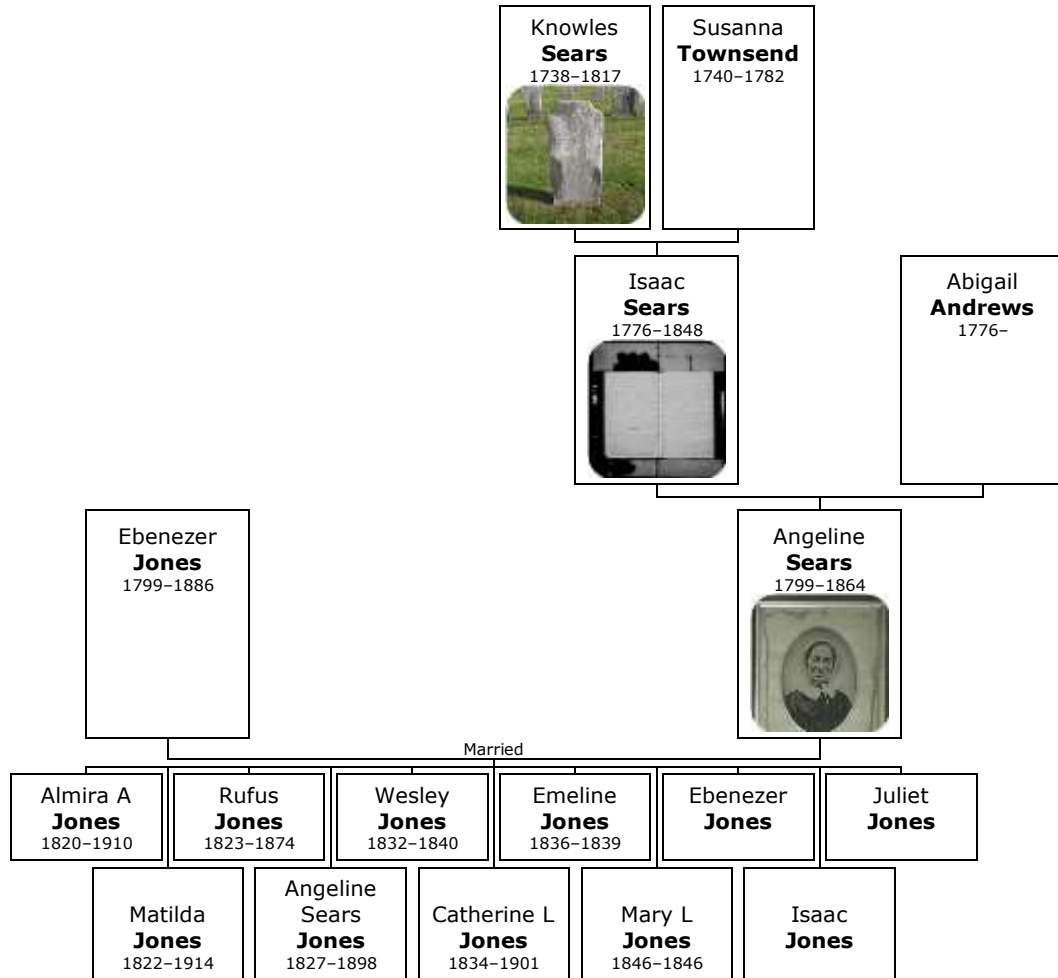 Knowles
Sears
1738–1817
Susanna
Townsend
1740–1782
Isaac
Sears
1776–1848
Abigail
Andrews
1776–
Ebenezer
Jones
1799–1886
Angeline
Sears
1799–1864
Married
Almira A
Jones
1820–1910
Rufus
Jones
1823–1874
Wesley
Jones
1832–1840
Emeline
Jones
1836–1839
Ebenezer
Jones
Juliet
Jones
Matilda
Jones
1822–1914
Angeline
Sears
Jones
1827–1898
Catherine L
Jones
1834–1901
Mary L
Jones
1846–1846
Isaac
Jones